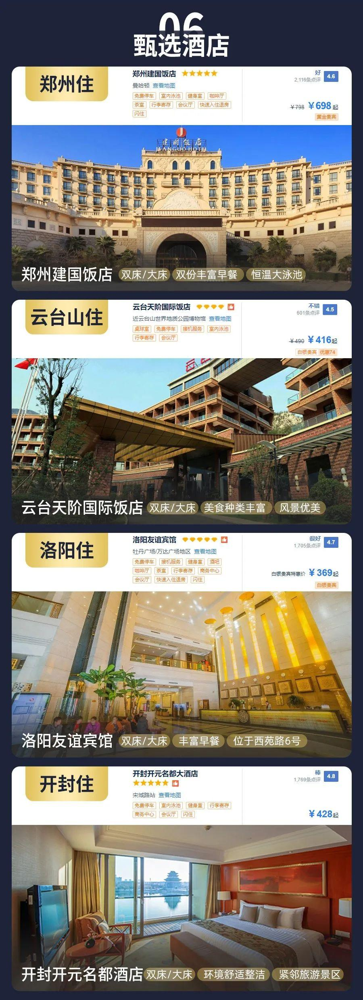 06
甄选酒店
郑州住
郑州建国饭店
好
4.6
2,116条点评
曼哈顿 查看地图
免费停车 室内泳池 健身室 咖啡厅
茶室 行李寄存 会议厅 快速入住退房
闪住
¥798 ¥698起
黄金贵宾
建国饭店
JIANGUO HOTEL
郑州建国饭店 双床/大床 双份丰富早餐 恒温大泳池
云台山住
云台天阶国际饭店
不错
4.5
601条点评
近云台山世界地质公园博物馆 查看地图
桌球室 免费停车 接机服务 室内泳池
行李寄存 会议厅
¥490 ¥416起
白银贵宾 优惠74
云台天阶国际饭店 双床/大床 美食种类丰富 风景优美
洛阳住
洛阳友谊宾馆
很好
4.7
1,705条点评
牡丹广场/万达广场地区 查看地图
免费停车 接机服务 健身室 酒吧
咖啡厅 茶室 行李寄存 商务中心
会议厅 快速入住退房 闪住
白银贵宾特惠价 ¥369起
白银贵宾
洛阳友谊宾馆 双床/大床 丰富早餐 位于西苑路6号
开封住
开封开元名都大酒店
棒
4.8
1,769条点评
宋城路站 查看地图
免费停车 室内泳池 健身室 行李寄存
商务中心 会议厅 闪住
¥428起
开封开元名都酒店 双床/大床 环境舒适整洁 紧邻旅游景区